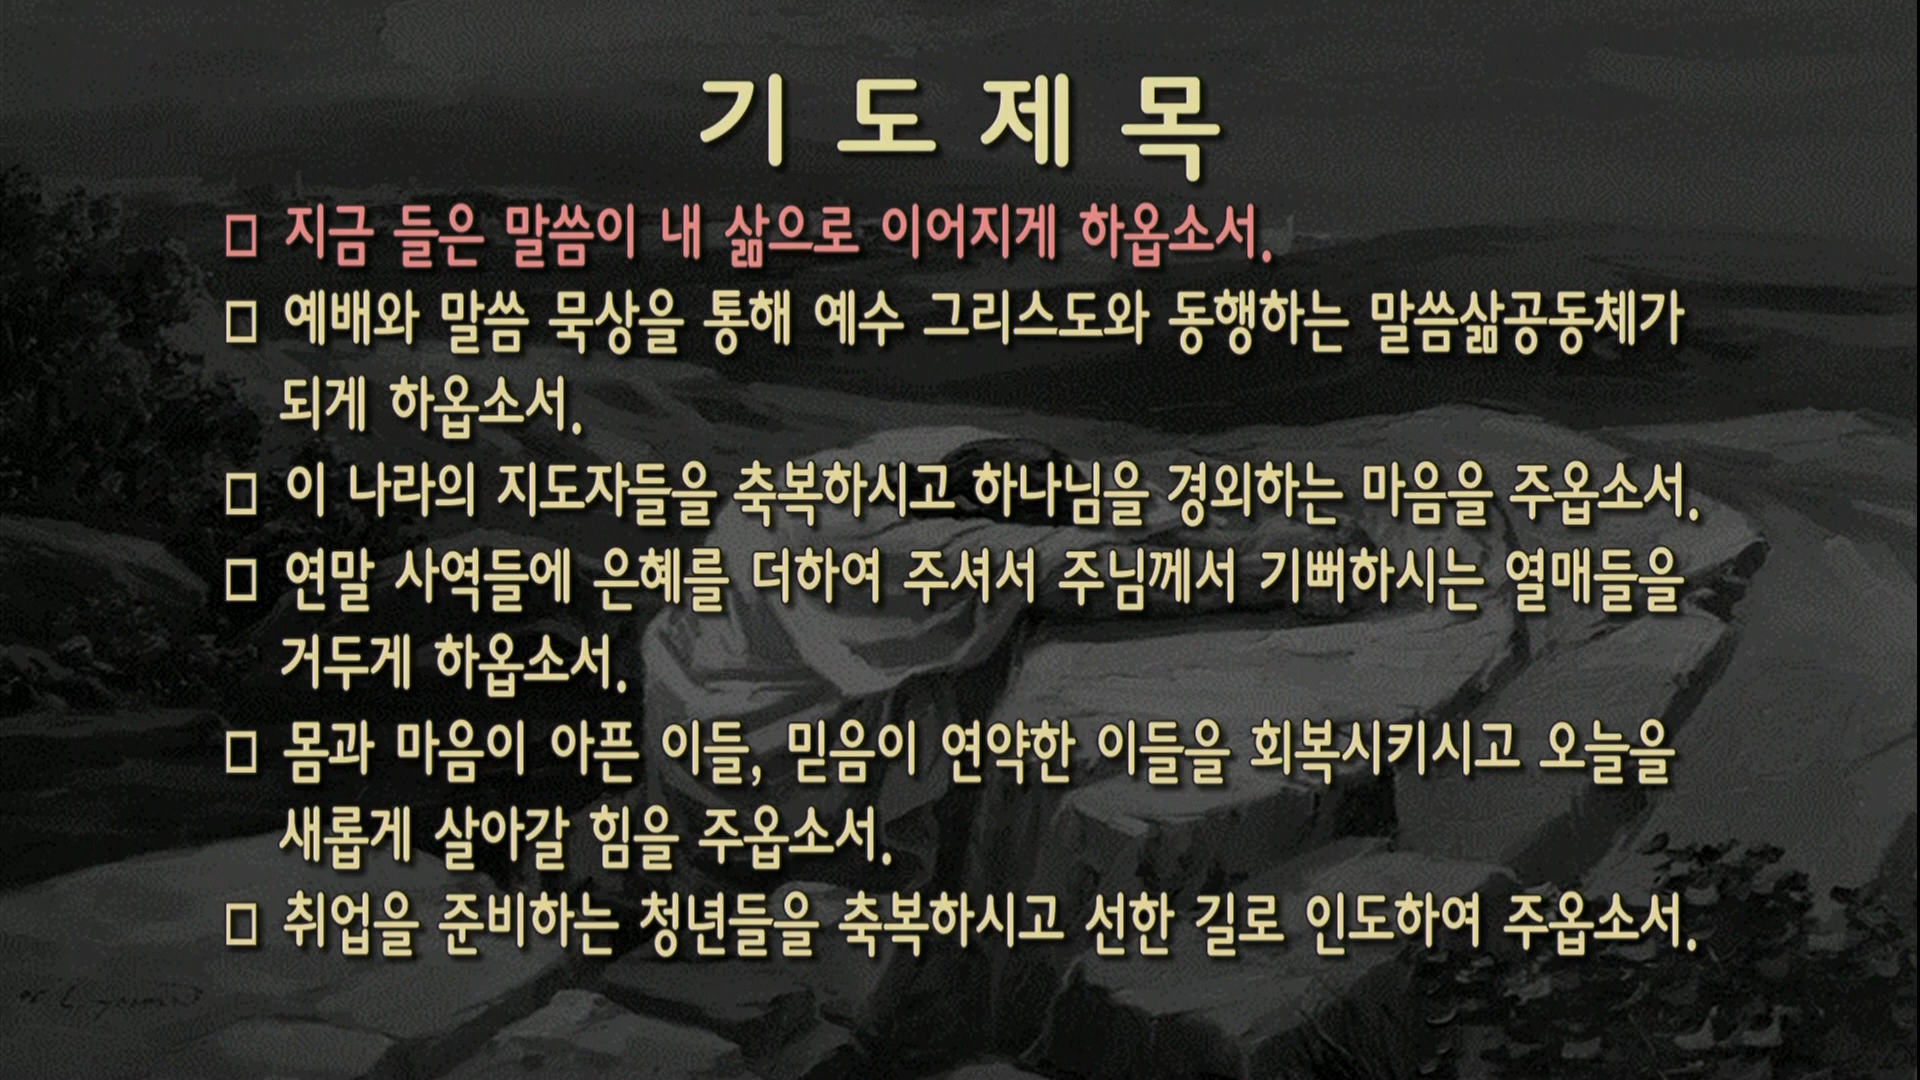 기도제목
□ 지금 들은 말씀이 내 삶으로 이어지게 하옵소서.
□ 예배와 말씀 묵상을 통해 예수 그리스도와 동행하는 말씀삶공동체가
되게 하옵소서.
□ 이 나라의 지도자들을 축복하시고 하나님을 경외하는 마음을 주옵소서.
□ 연말 사역들에 은혜를 더하여 주셔서 주님께서 기뻐하시는 열매들을
거두게 하옵소서.
□ 몸과 마음이 아픈 이들, 믿음이 연약한 이들을 회복시키시고 오늘을
새롭게 살아갈 힘을 주옵소서.
□ 취업을 준비하는 청년들을 축복하시고 선한 길로 인도하여 주옵소서.